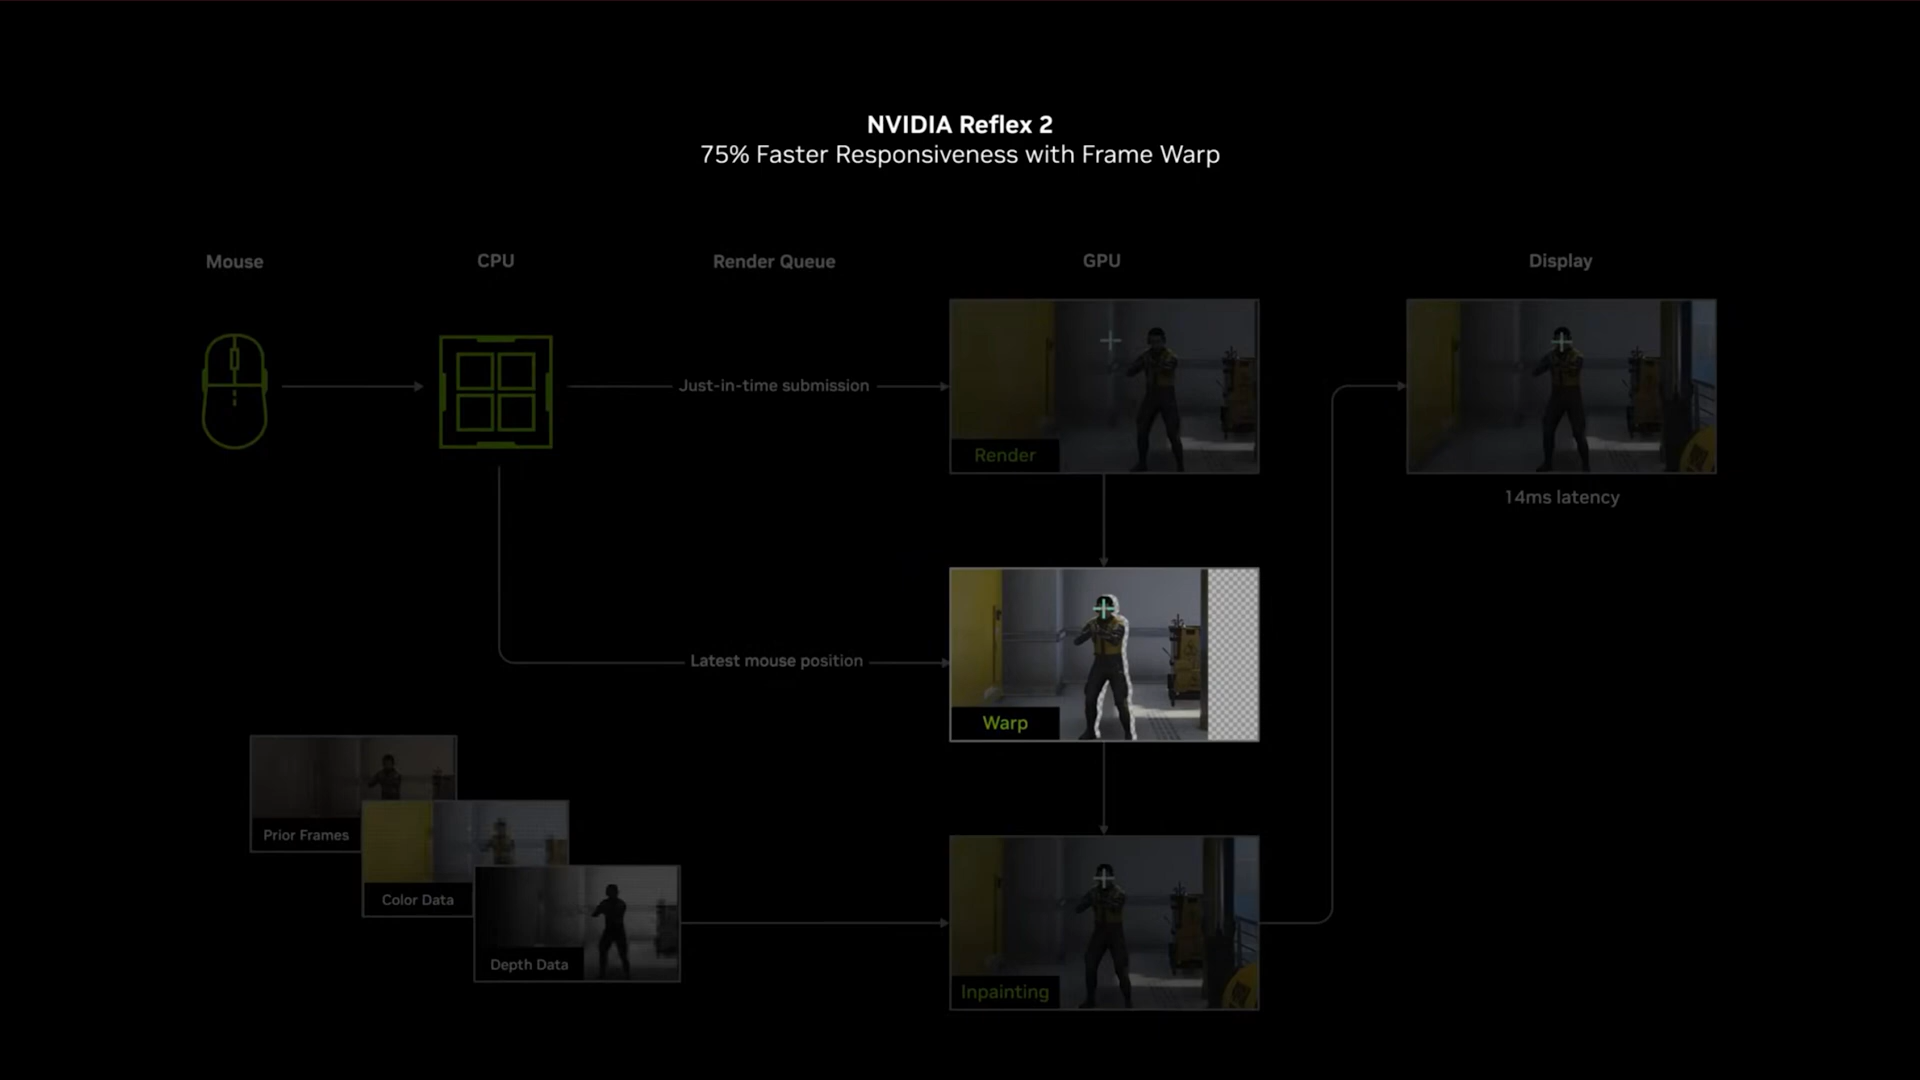 NVIDIA Reflex 2
75% Faster Responsiveness with Frame Warp
Mouse
CPU
Render Queue
GPU
Display
Just-in-time submission
Render
14ms latency
Latest mouse position
Warp
Prior Frames
Color Data
Depth Data
Inpainting